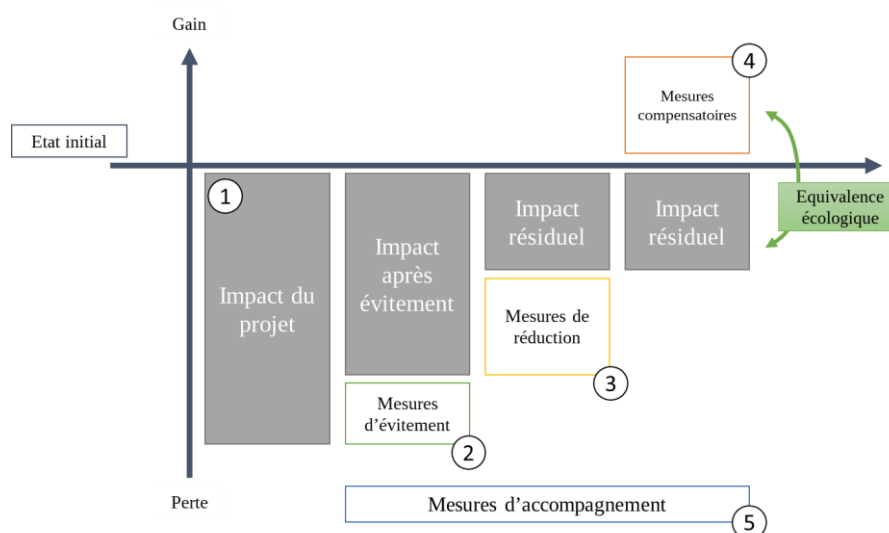 Gain
4
Mesures
compensatoires
Etat initial
1
Impact du
projet
Impact
après
évitement
Impact
résiduel
Impact
résiduel
Equivalence
écologique
Mesures de
réduction
3
Mesures
d’évitement
2
Perte
Mesures d’accompagnement
5